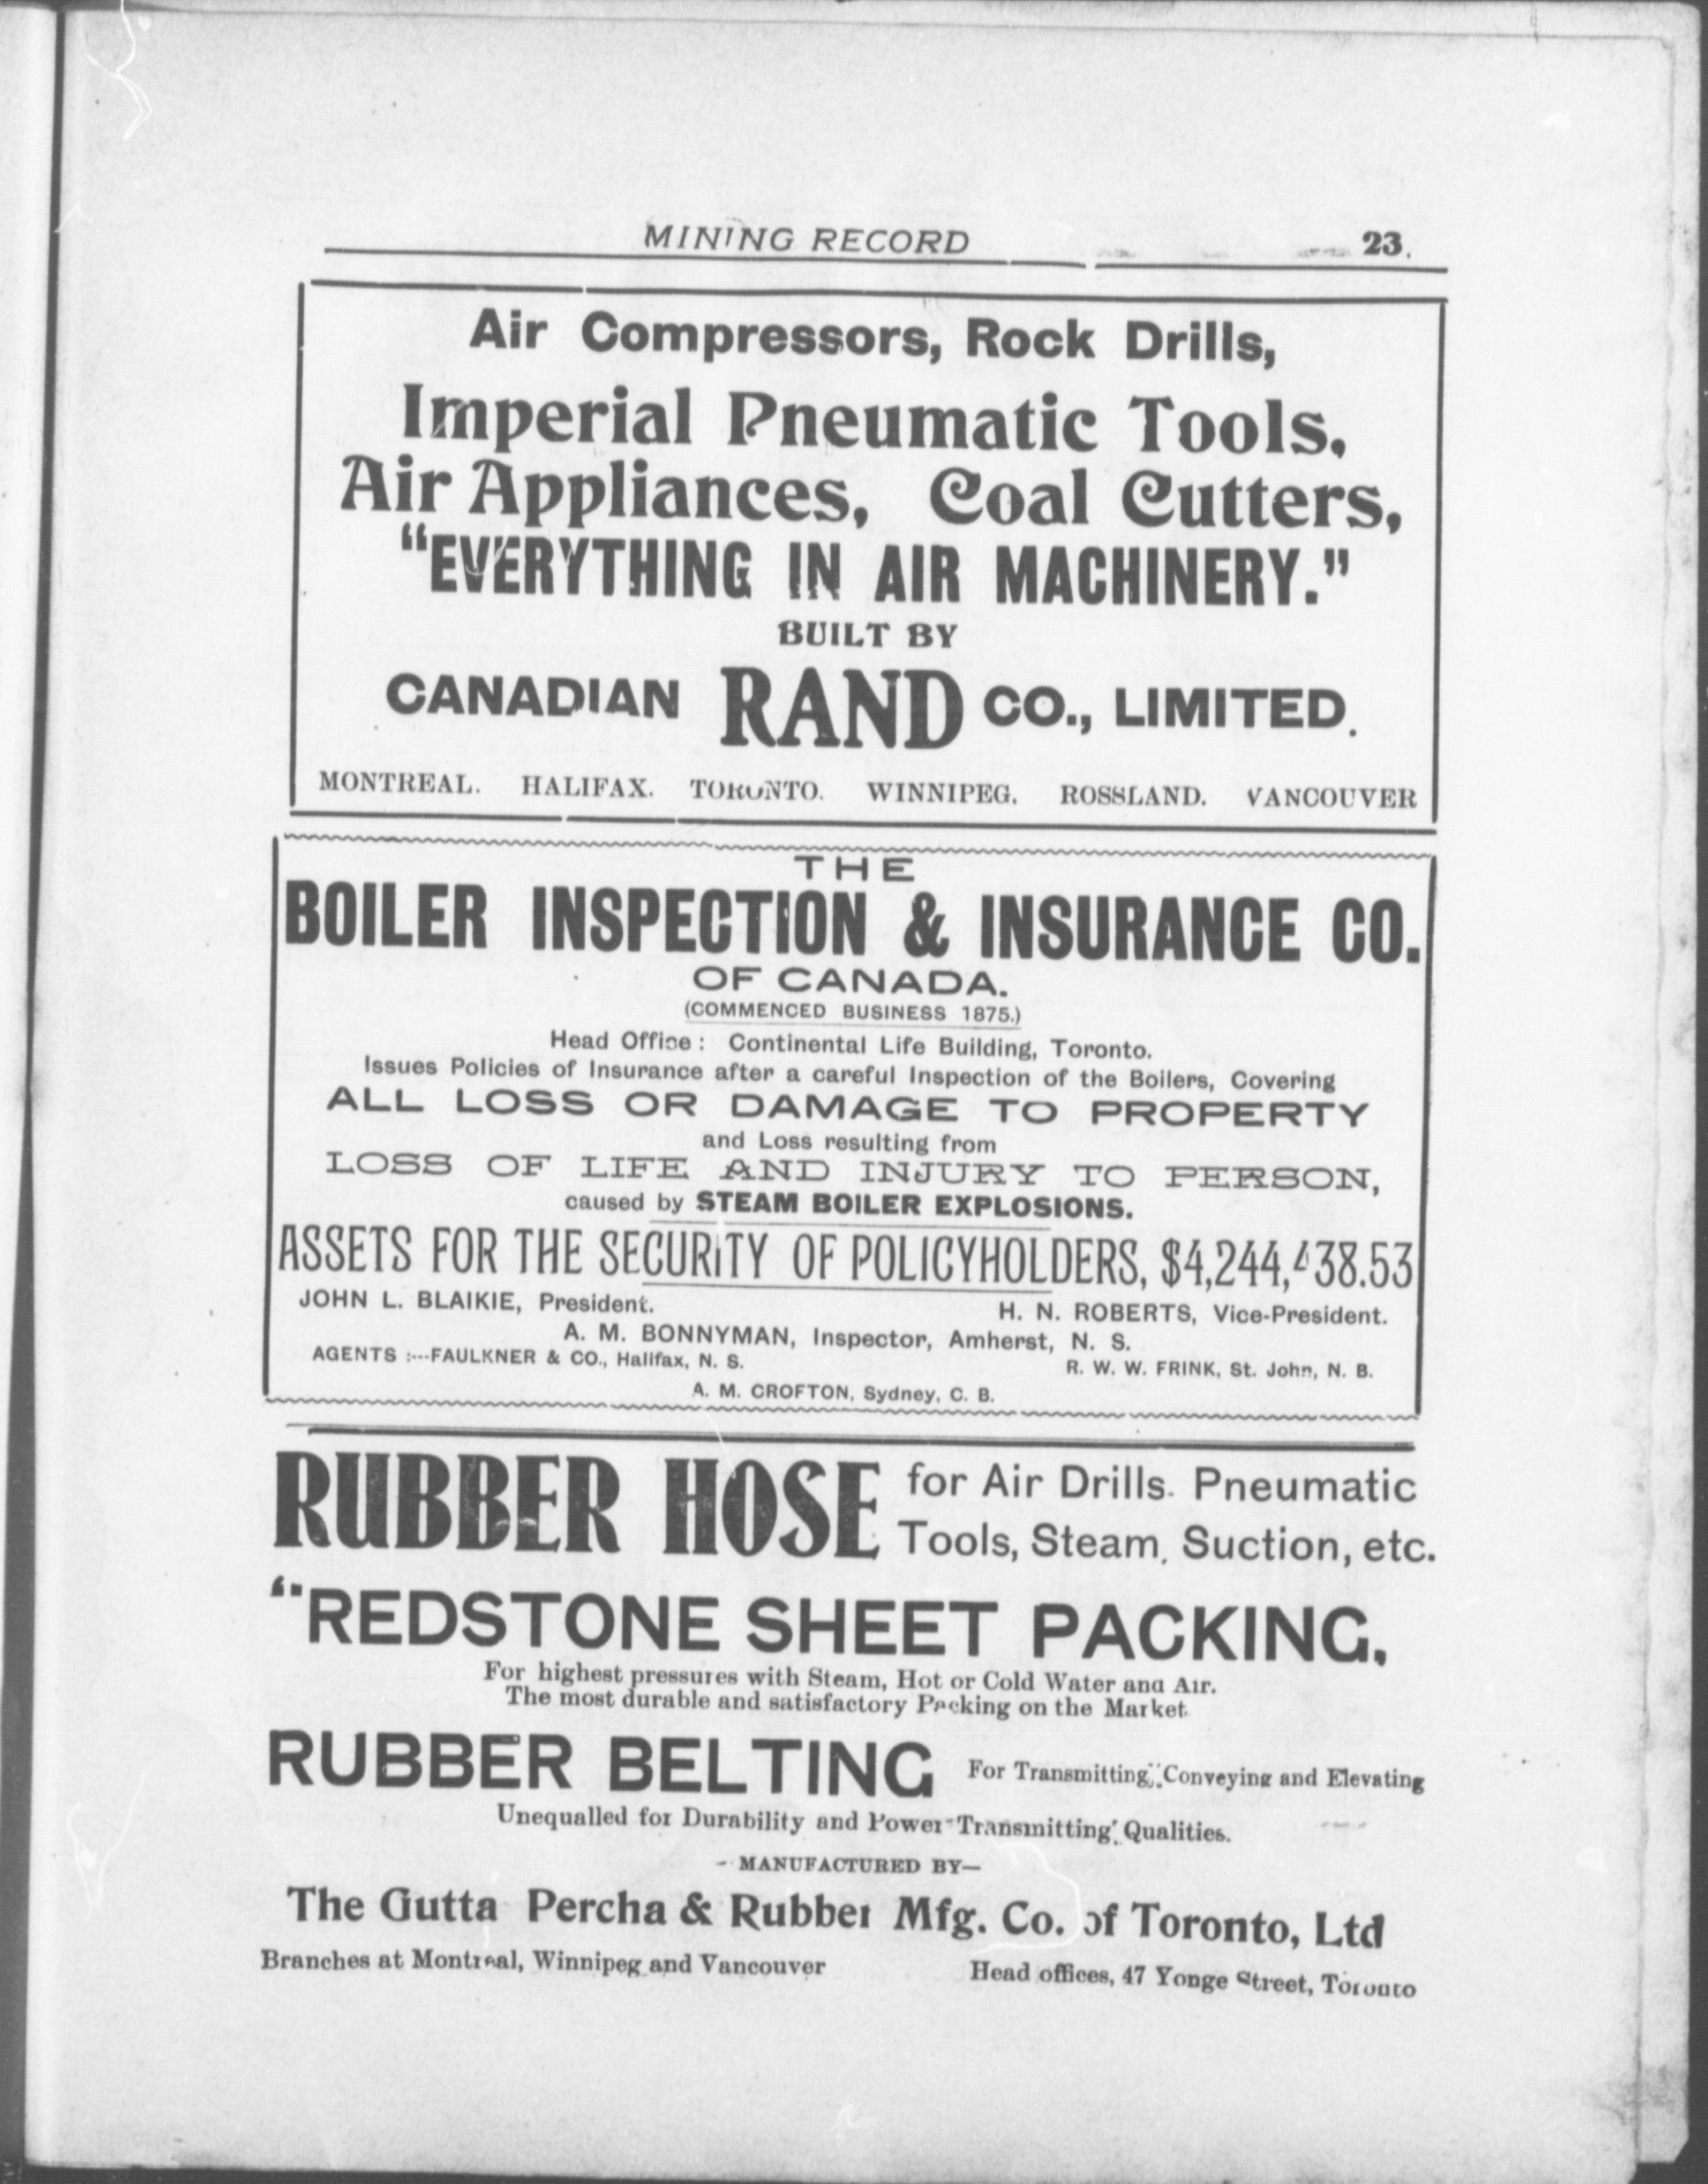 MINING RECORD 23.
Air Compressors, Rock Drills,
Imperial Pneumatic Tools,
Air Appliances, Coal Cutters,
"EVERYTHING IN AIR MACHINERY."
BUILT BY
CANADIAN RAND CO., LIMITED.
MONTREAL. HALIFAX. TORONTO. WINNIPEG. ROSSLAND. VANCOUVER
THE
BOILER INSPECTION & INSURANCE CO.
OF CANADA.
(COMMENCED BUSINESS 1875.)
Head Office: Continental Life Building, Toronto.
Issues Policies of Insurance after a careful Inspection of the Boilers, Covering
ALL LOSS OR DAMAGE TO PROPERTY
and Loss resulting from
LOSS OF LIFE AND INJURY TO PERSON,
caused by STEAM BOILER EXPLOSIONS.
ASSETS FOR THE SECURITY OF POLICYHOLDERS,
JOHN L. BLAIKIE, President. H. N. ROBERTS, Vice-President.
A. M. BONNYMAN, Inspector, Amherst, N. S.
AGENTS :---FAULKNER & CO., Halifax, N. S. R. W. W. FRINK, St. John, N. B.
A. M. CROFTON, Sydney, C. B.
RUBBER HOSE for Air Drills. Pneumatic
Tools, Steam, Suction, etc.
"REDSTONE SHEET PACKING,
For highest pressures with Steam, Hot or Cold Water and Air.
The most durable and satisfactory Packing on the Market.
RUBBER BELTING For Transmitting, Conveying and Elevating
Unequalled for Durability and Power-Transmitting Qualities.
- MANUFACTURED BY—
The Gutta Percha & Rubber Mfg. Co. of Toronto, Ltd
Branches at Montreal, Winnipeg and Vancouver Head offices, 47 Yonge Street, Toronto